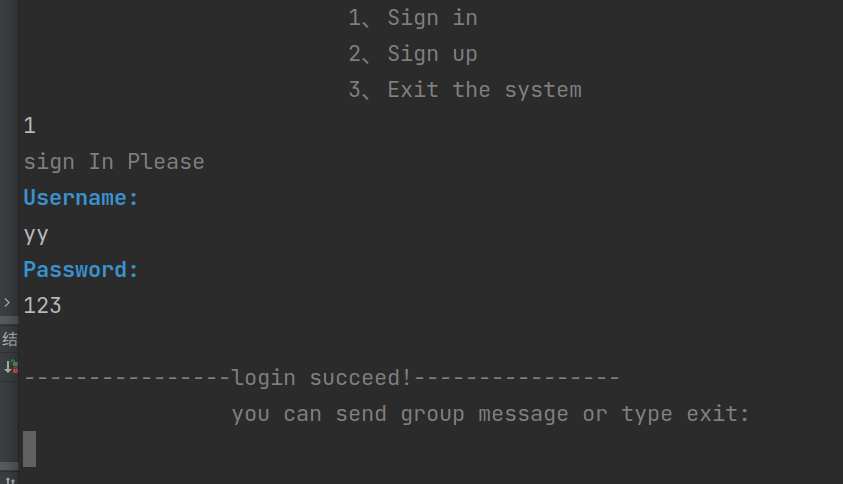 1、Sign in
2、Sign up
3、Exit the system
1
sign In Please
Username:
yy
Password:
123
结
---------------login succeed!----------------
you can send group message or type exit: